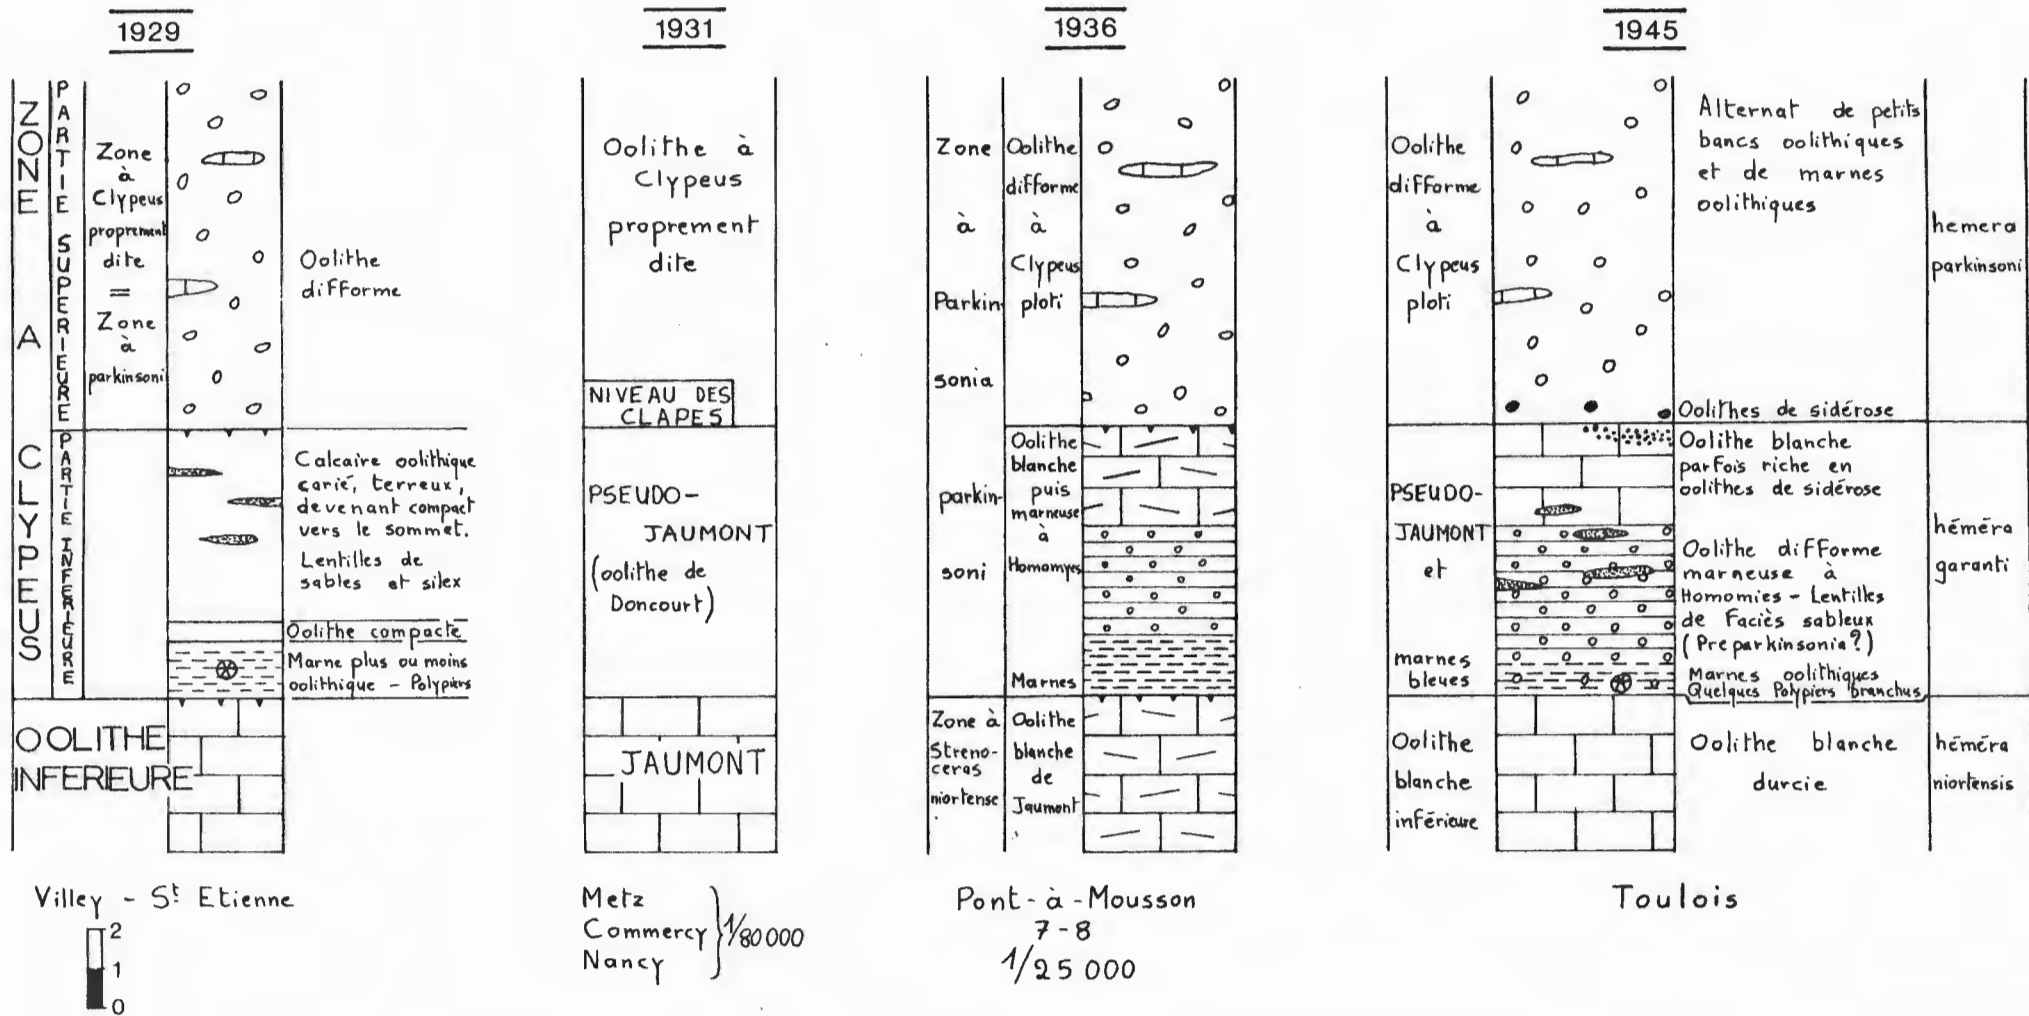 1929
ZONE A CLYPEUS
PARTIE SUPERIEURE
Zone
à
Clypeus
proprement
dite
=
Zone
à
parkinsoni
Oolithe
difforme
PARTIE INFERIEURE
Calcaire oolithique
carié, terreux,
devenant compact
vers le sommet.
Lentilles de
sables et silex
Oolithe compacte
Marne plus ou moins
oolithique - Polypiers
OOLITHE
INFERIEURE
Villey - St Etienne
2
1
0
1931
Oolithe à
Clypeus
proprement
dite
NIVEAU DES
CLAPES
PSEUDO-
JAUMONT
(oolithe de
Doncourt)
JAUMONT
Metz
Commercy
Nancy
1/80000
1936
Zone
à
Parkin-
sonia
parkin-
soni
Oolithe
difforme
à
Clypeus
ploti
Oolithe
blanche
puis
marneuse
à
Homomyes
Marnes
Zone à
Streno-
ceras
niortense
Oolithe
blanche
de
Jaumont
Pont-à-Mousson
7-8
1/25 000
1945
Oolithe
difforme
à
Clypeus
ploti
Alternat de petits
bancs oolithiques
et de marnes
oolithiques
Oolithes de sidérose
hemera
parkinsoni
PSEUDO-
JAUMONT
et
marnes
bleues
Oolithe blanche
parfois riche en
oolithes de sidérose
Oolithe difforme
marneuse à
Homomies - Lentilles
de Faciès sableux
(Preparkinsonia?)
Marnes oolithiques
Quelques Polypiers branchus
héméra
garanti
Oolithe
blanche
inférieure
Oolithe blanche
durcie
héméra
niortensis
Toulois